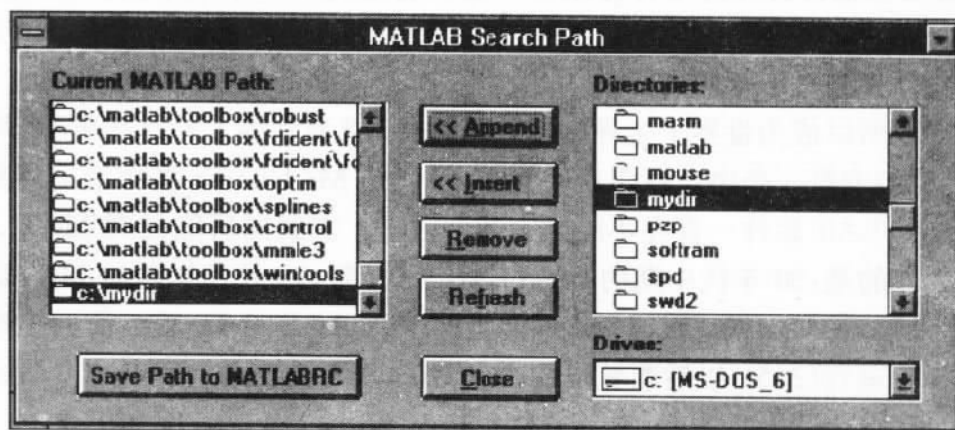 MATLAB Search Path
Current MATLAB Path:
c:\matlab\toolbox\robust
c:\matlab\toolbox\fdident\fd
c:\matlab\toolbox\fdident\fd
c:\matlab\toolbox\optim
c:\matlab\toolbox\splines
c:\matlab\toolbox\control
c:\matlab\toolbox\mmle3
c:\matlab\toolbox\wintools
c:\mydir
<< Append
<< Insert
Remove
Refresh
Directories:
masm
matlab
mouse
mydir
pzp
softram
spd
swd2
Drives:
c: [MS-DOS_6]
Save Path to MATLABRC
Close